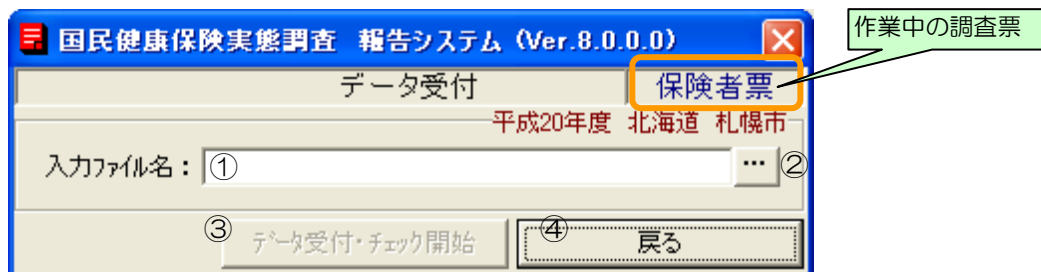 国民健康保険実態調査 報告システム (Ver.8.0.0.0)
作業中の調査票
データ受付
保険者票
平成20年度 北海道 札幌市
入力ファイル名：
①
... ②
③ データ受付・チェック開始
④ 戻る